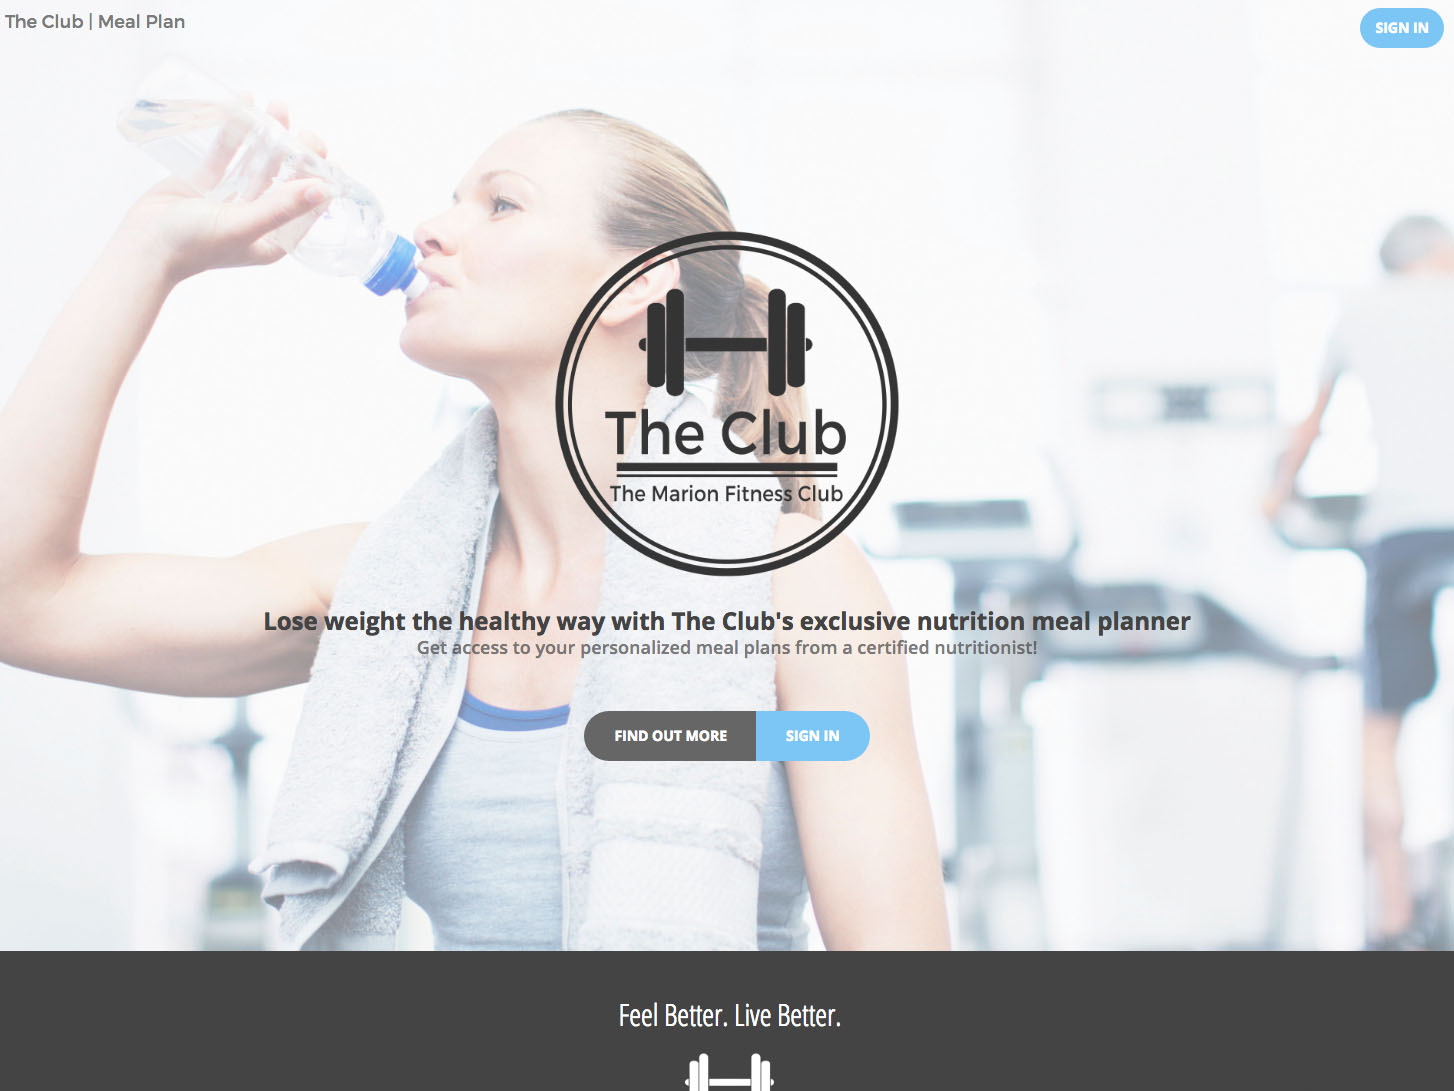 The Club | Meal Plan
SIGN IN
The Club
The Marion Fitness Club
Lose weight the healthy way with The Club's exclusive nutrition meal planner
Get access to your personalized meal plans from a certified nutritionist!
FIND OUT MORE
SIGN IN
Feel Better. Live Better.